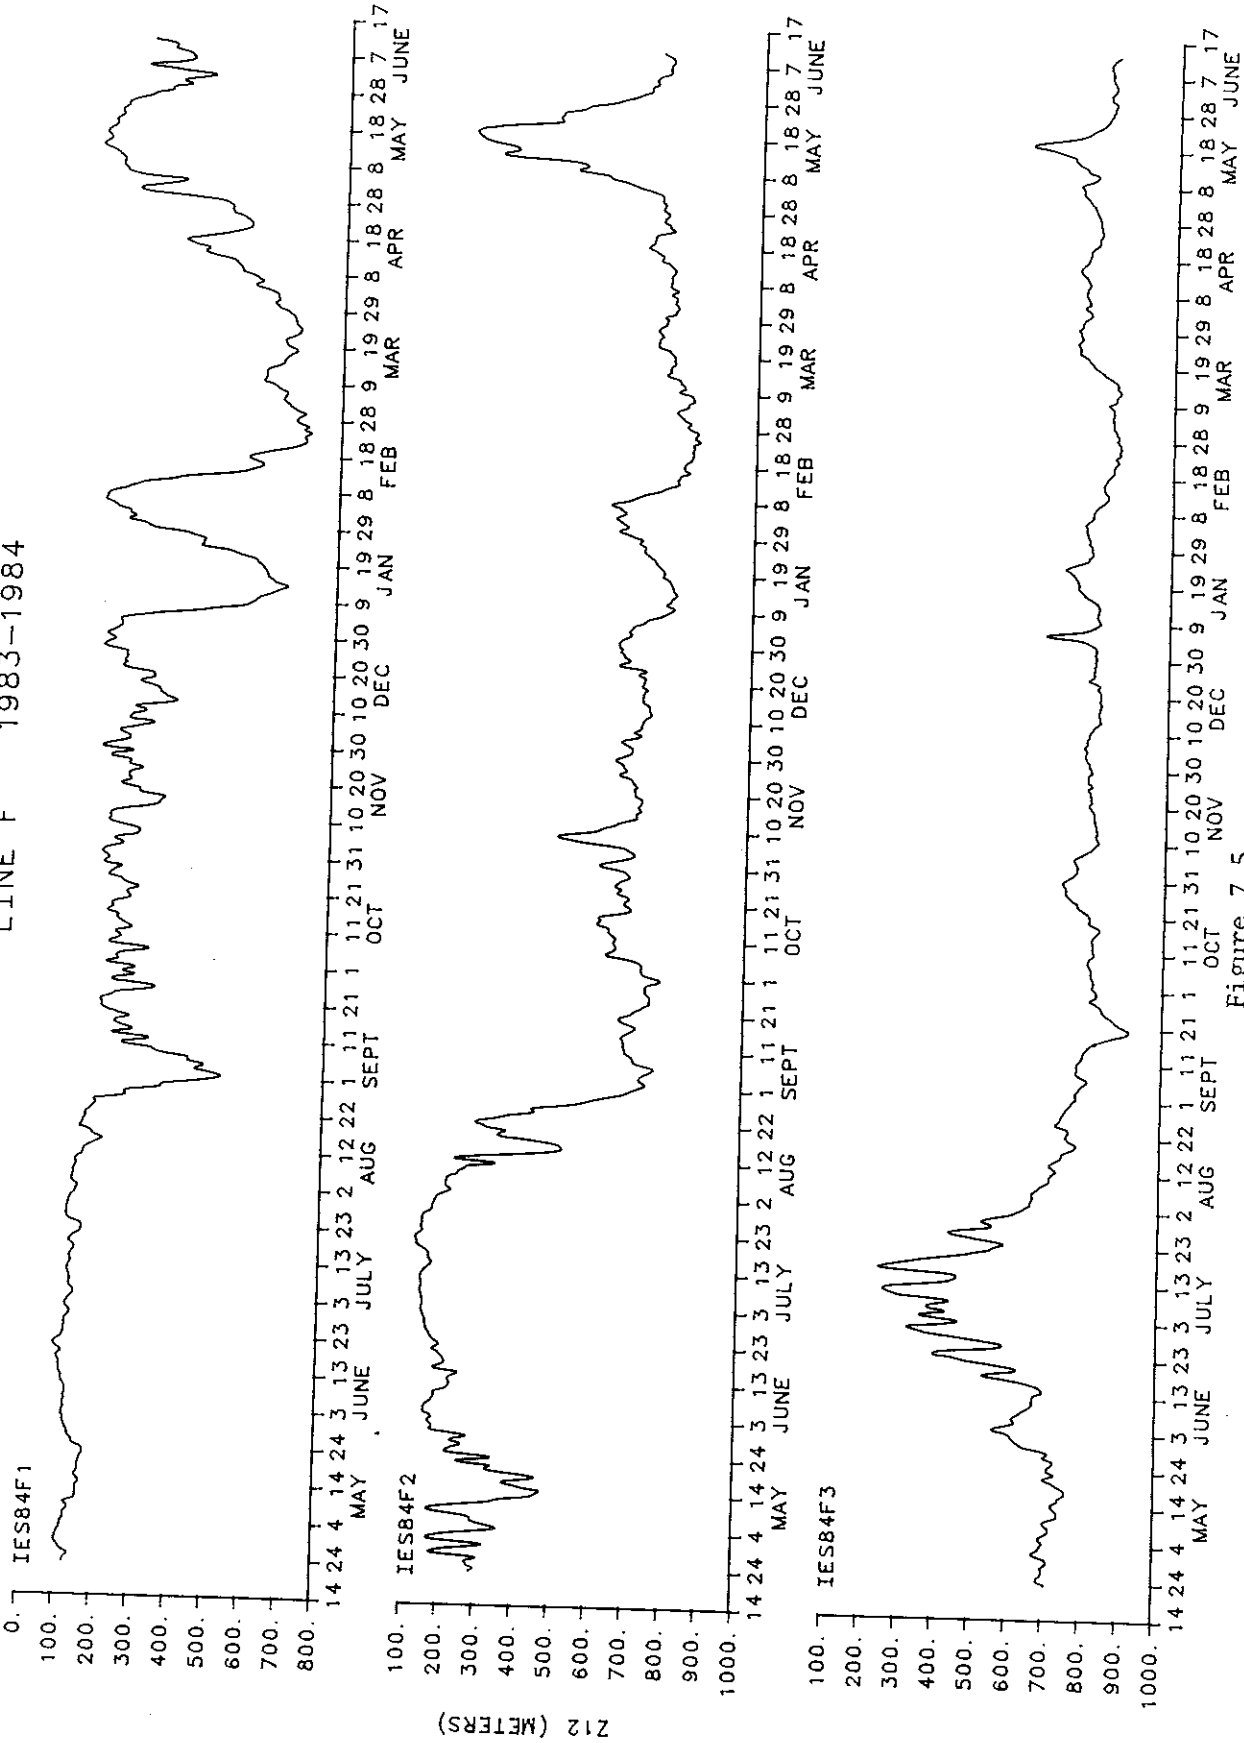 LINE F 1983-1984
IES84F1
0.
100.
200.
300.
400.
500.
600.
700.
800.
14 24 4 14 24 3 13 23 3 13 23 2 12 22 1 11 21 1 11 21 31 10 20 30 10 20 30 9 19 29 8 18 28 9 19 29 8 18 28 8 18 28 7 17
MAY JUNE JULY AUG SEPT OCT NOV DEC JAN FEB MAR APR MAY JUNE
Z12 (METERS)
IES84F2
100.
200.
300.
400.
500.
600.
700.
800.
900.
1000.
14 24 4 14 24 3 13 23 3 13 23 2 12 22 1 11 21 1 11 21 31 10 20 30 10 20 30 9 19 29 8 18 28 9 19 29 8 18 28 8 18 28 7 17
MAY JUNE JULY AUG SEPT OCT NOV DEC JAN FEB MAR APR MAY JUNE
IES84F3
100.
200.
300.
400.
500.
600.
700.
800.
900.
1000.
14 24 4 14 24 3 13 23 3 13 23 2 12 22 1 11 21 1 11 21 31 10 20 30 10 20 30 9 19 29 8 18 28 9 19 29 8 18 28 8 18 28 7 17
MAY JUNE JULY AUG SEPT OCT NOV DEC JAN FEB MAR APR MAY JUNE
Figure 7.5